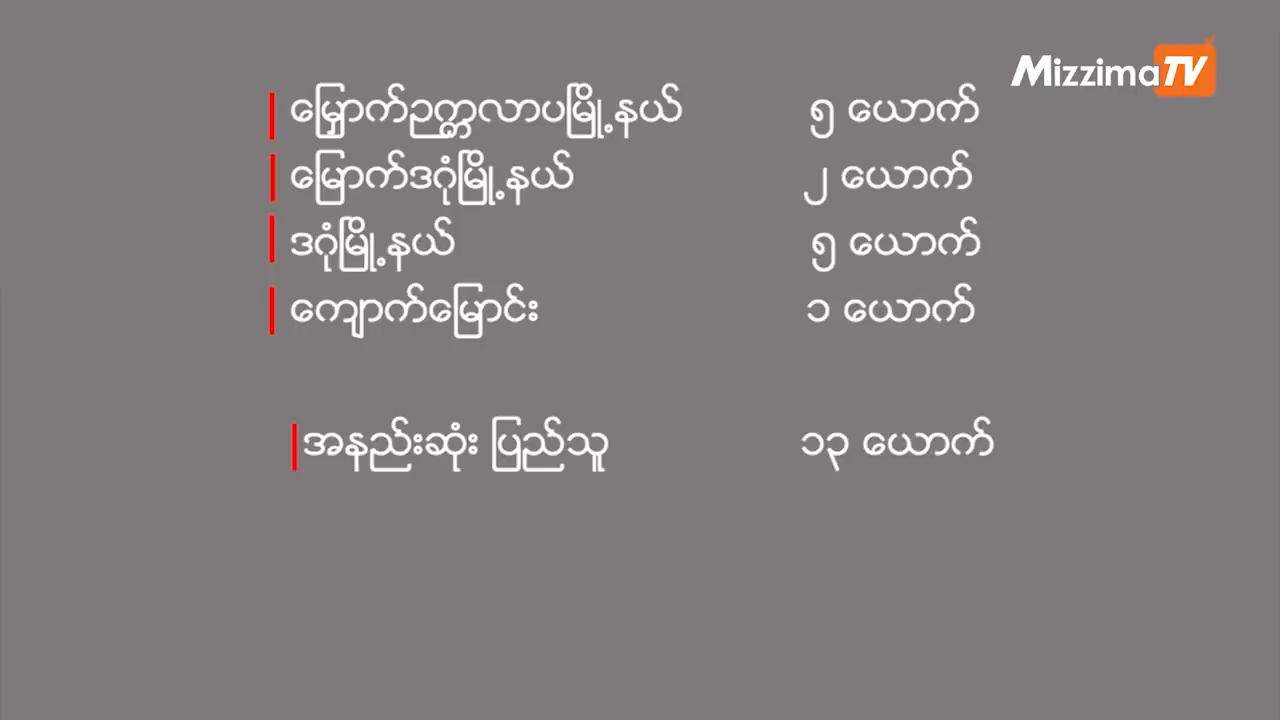 MizzimaTV
မြှောက်ဥက္ကလာပမြို့နယ် ၅ ယောက်
မြောက်ဒဂုံမြို့နယ် ၂ ယောက်
ဒဂုံမြို့နယ် ၅ ယောက်
ကျောက်မြောင်း ၁ ယောက်
အနည်းဆုံး ပြည်သူ ၁၃ ယောက်